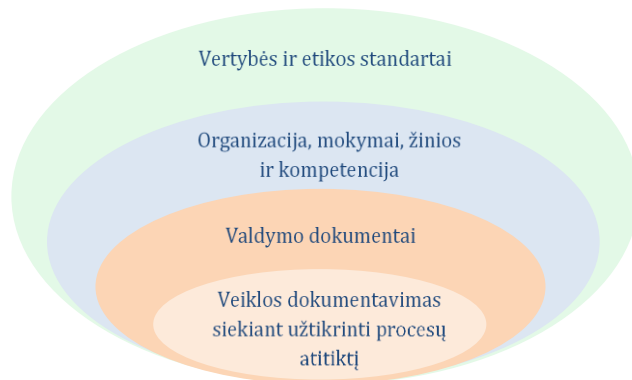 Vertybės ir etikos standartai
Organizacija, mokymai, žinios
ir kompetencija
Valdymo dokumentai
Veiklos dokumentavimas
siekiant užtikrinti procesų
atitiktį